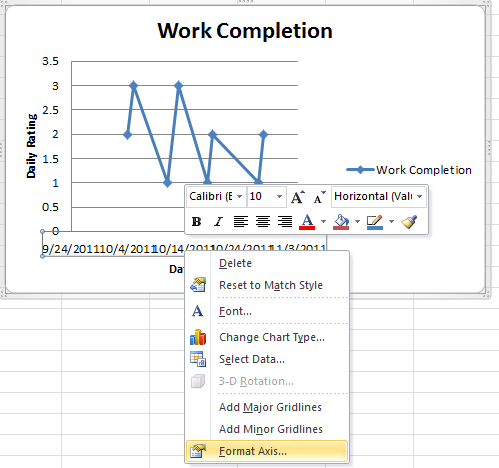 Work Completion
3.5
3
2.5
2
1.5
1
0.5
0
Daily Rating
Work Completion
Calibri (E 10 A A Horizontal (Valu
B I A
9/24/2011 10/4/2011 10/14/2011 10/24/2011 11/3/2011
Dat
Delete
Reset to Match Style
A Font...
Change Chart Type...
Select Data...
3-D Rotation...
Add Major Gridlines
Add Minor Gridlines
Format Axis...